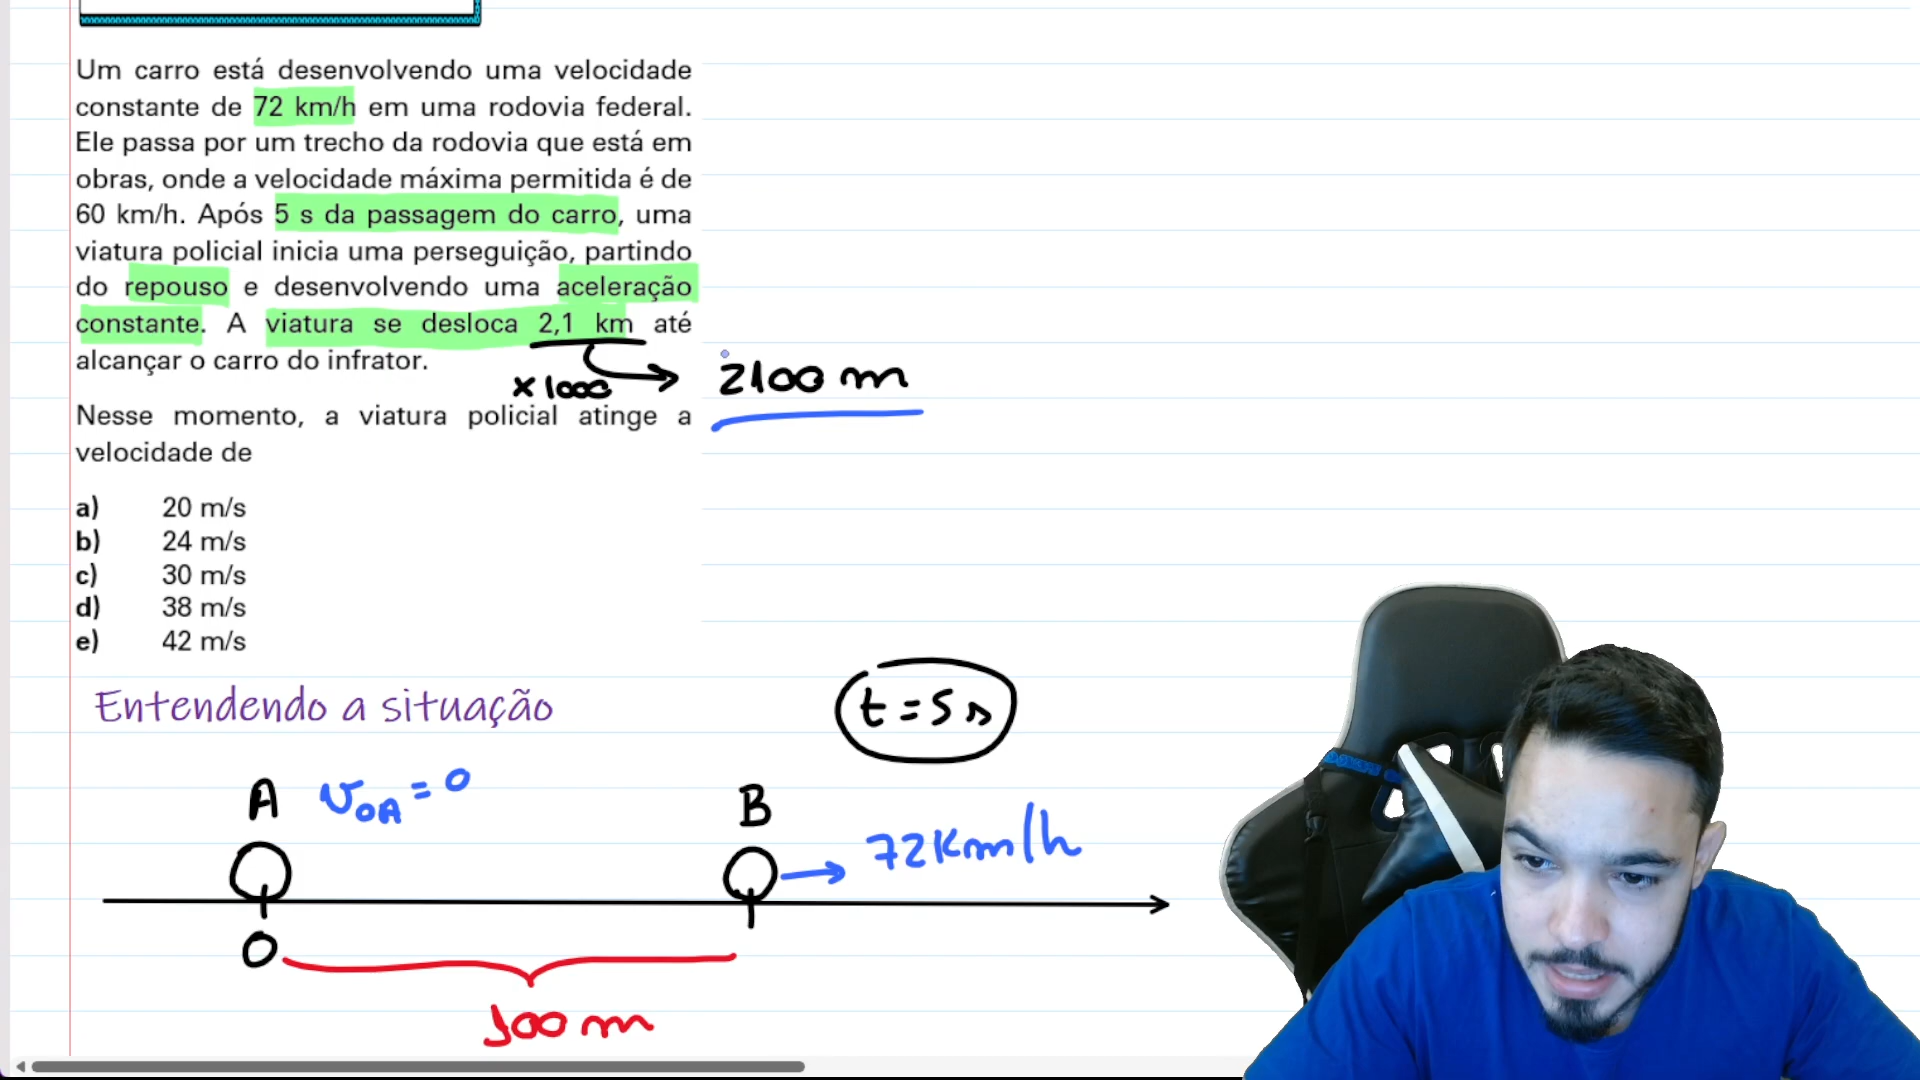 Um carro está desenvolvendo uma velocidade
constante de 72 km/h em uma rodovia federal.
Ele passa por um trecho da rodovia que está em
obras, onde a velocidade máxima permitida é de
60 km/h. Após 5 s da passagem do carro, uma
viatura policial inicia uma perseguição, partindo
do repouso e desenvolvendo uma aceleração
constante. A viatura se desloca 2,1 km até
alcançar o carro do infrator.
x 1000 2100 m
Nesse momento, a viatura policial atinge a
velocidade de
a) 20 m/s
b) 24 m/s
c) 30 m/s
d) 38 m/s
e) 42 m/s
Entendendo a situação
t = 5 s
A v0A = 0 B
72 Km/h
0
100 m